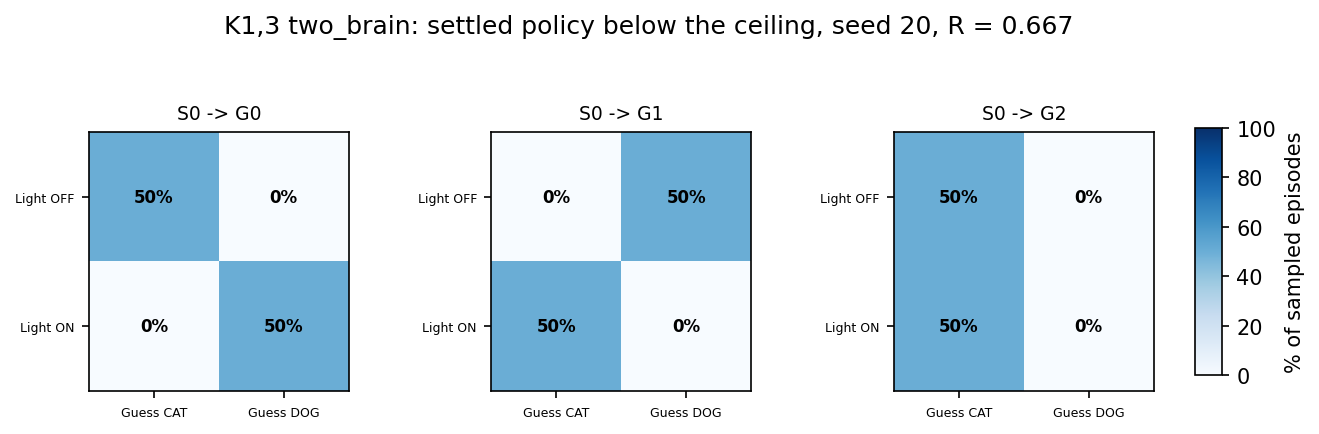 K1,3 two_brain: settled policy below the ceiling, seed 20, R = 0.667
S0 -> G0
S0 -> G1
S0 -> G2
Light OFF
50%
0%
Light ON
0%
50%
Guess CAT
Guess DOG
Light OFF
0%
50%
Light ON
50%
0%
Guess CAT
Guess DOG
Light OFF
50%
0%
Light ON
50%
0%
Guess CAT
Guess DOG
100
80
60
40
20
0
% of sampled episodes